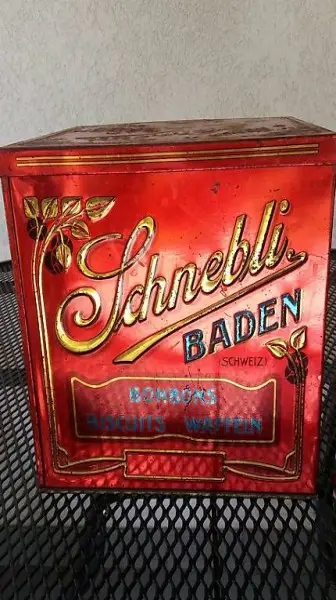 Schnebli.
BADEN
(SCHWEIZ)
BONBONS
BISCUITS WAFFELN